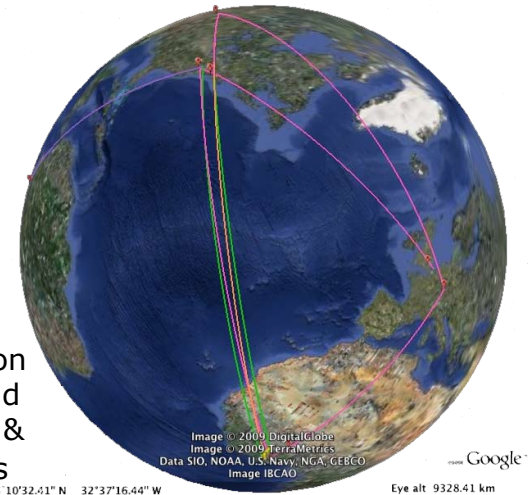 on
d
&
s
Image © 2009 DigitalGlobe
Image © 2009 TerraMetrics
Data SIO, NOAA, U.S. Navy, NGA, GEBCO
Image IBCAO
10'32.41" N 32°37'16.44" W
Google
Eye alt 9328.41 km